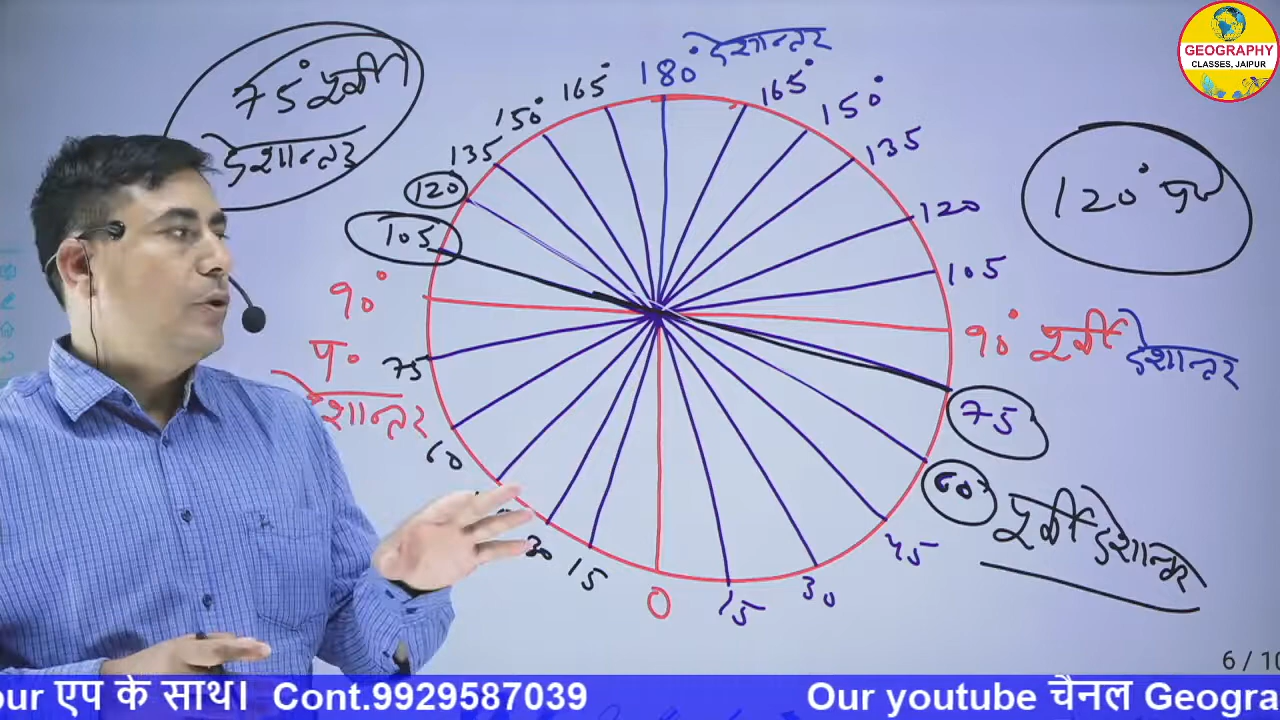 75° पूर्वी
देशान्तर
180° देशान्तर
165°
150°
135
120
105
90°
प०
शान्तर
75
60
30
15
0
15
30
45
60
पूर्वी देशान्तर
75
90° पूर्वी देशान्तर
105
120
135
150°
165°
120°
GEOGRAPHY
CLASSES, JAIPUR
6 / 10
our एप के साथ। Cont.9929587039
Our youtube चैनल Geogra